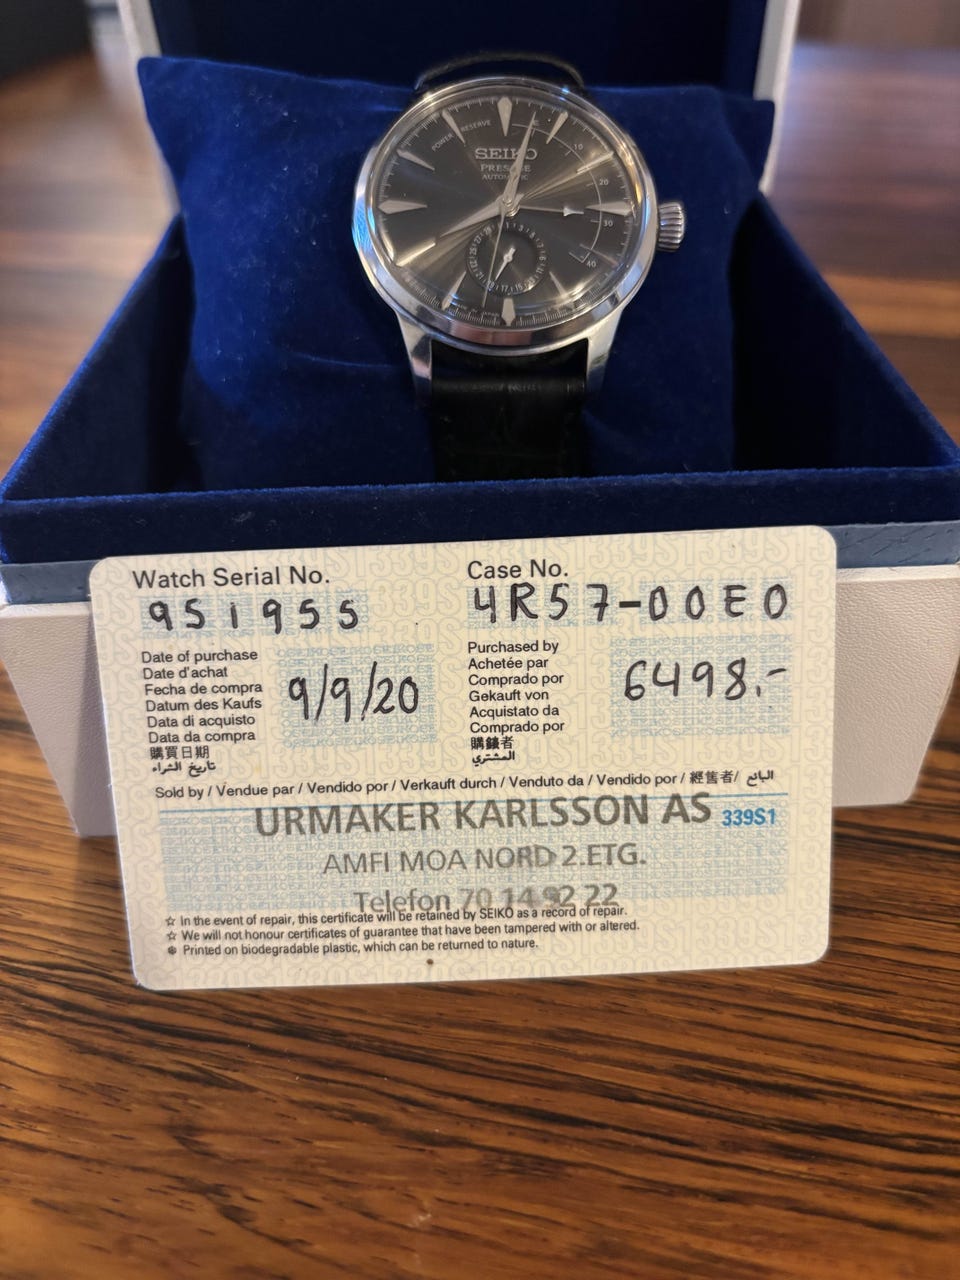 POWER RESERVE
10
20
30
40
SEIKO
PRESAGE
AUTOMATIC
Watch Serial No.
951955
Case No.
4R57-00E0
Date of purchase
Date d'achat
Fecha de compra
Datum des Kaufs
Data di acquisto
Data da compra
購買日期
تاريخ الشراء
9/9/20
Purchased by
Achetée par
Comprado por
Gekauft von
Acquistato da
Comprado por
購錶者
المشتري
6498.-
Sold by / Vendue par / Vendido por / Verkauft durch / Venduto da / Vendido por / 經售者/ البائع
URMAKER KARLSSON AS 339S1
AMFI MOA NORD 2.ETG.
Telefon 70 14 92 22
☆ In the event of repair, this certificate will be retained by SEIKO as a record of repair.
☆ We will not honour certificates of guarantee that have been tampered with or altered.
❄ Printed on biodegradable plastic, which can be returned to nature.